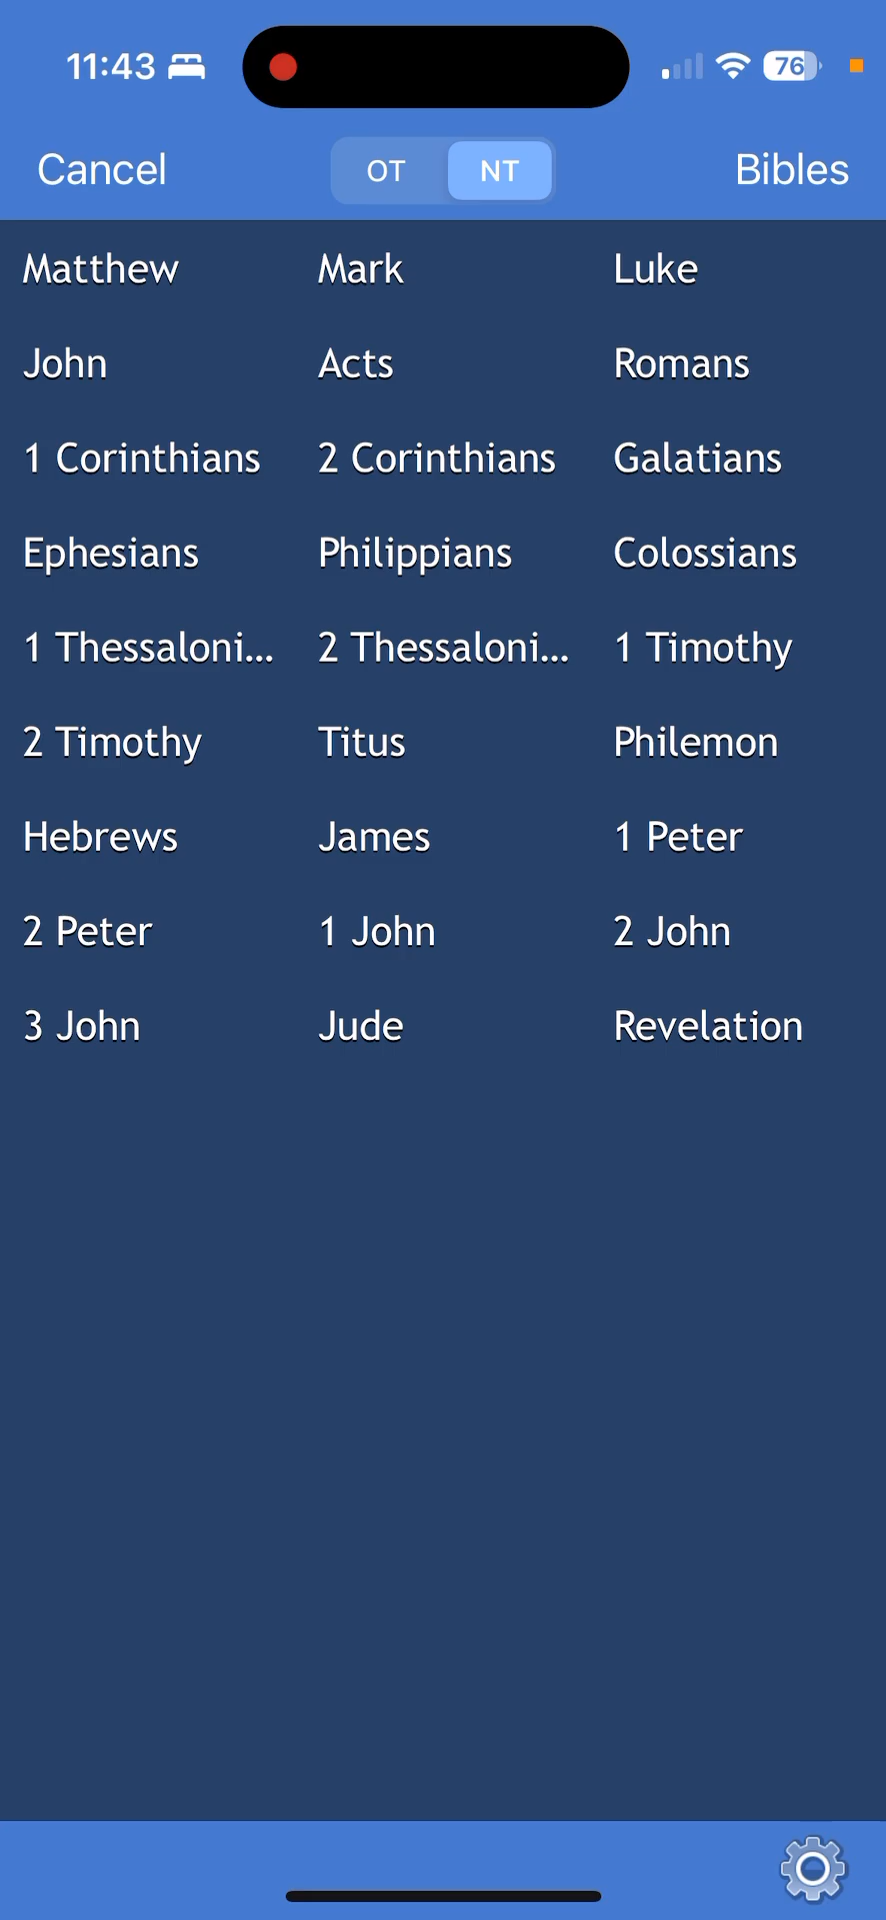 11:43 76
Cancel OT NT Bibles
Matthew Mark Luke
John Acts Romans
1 Corinthians 2 Corinthians Galatians
Ephesians Philippians Colossians
1 Thessaloni... 2 Thessaloni... 1 Timothy
2 Timothy Titus Philemon
Hebrews James 1 Peter
2 Peter 1 John 2 John
3 John Jude Revelation